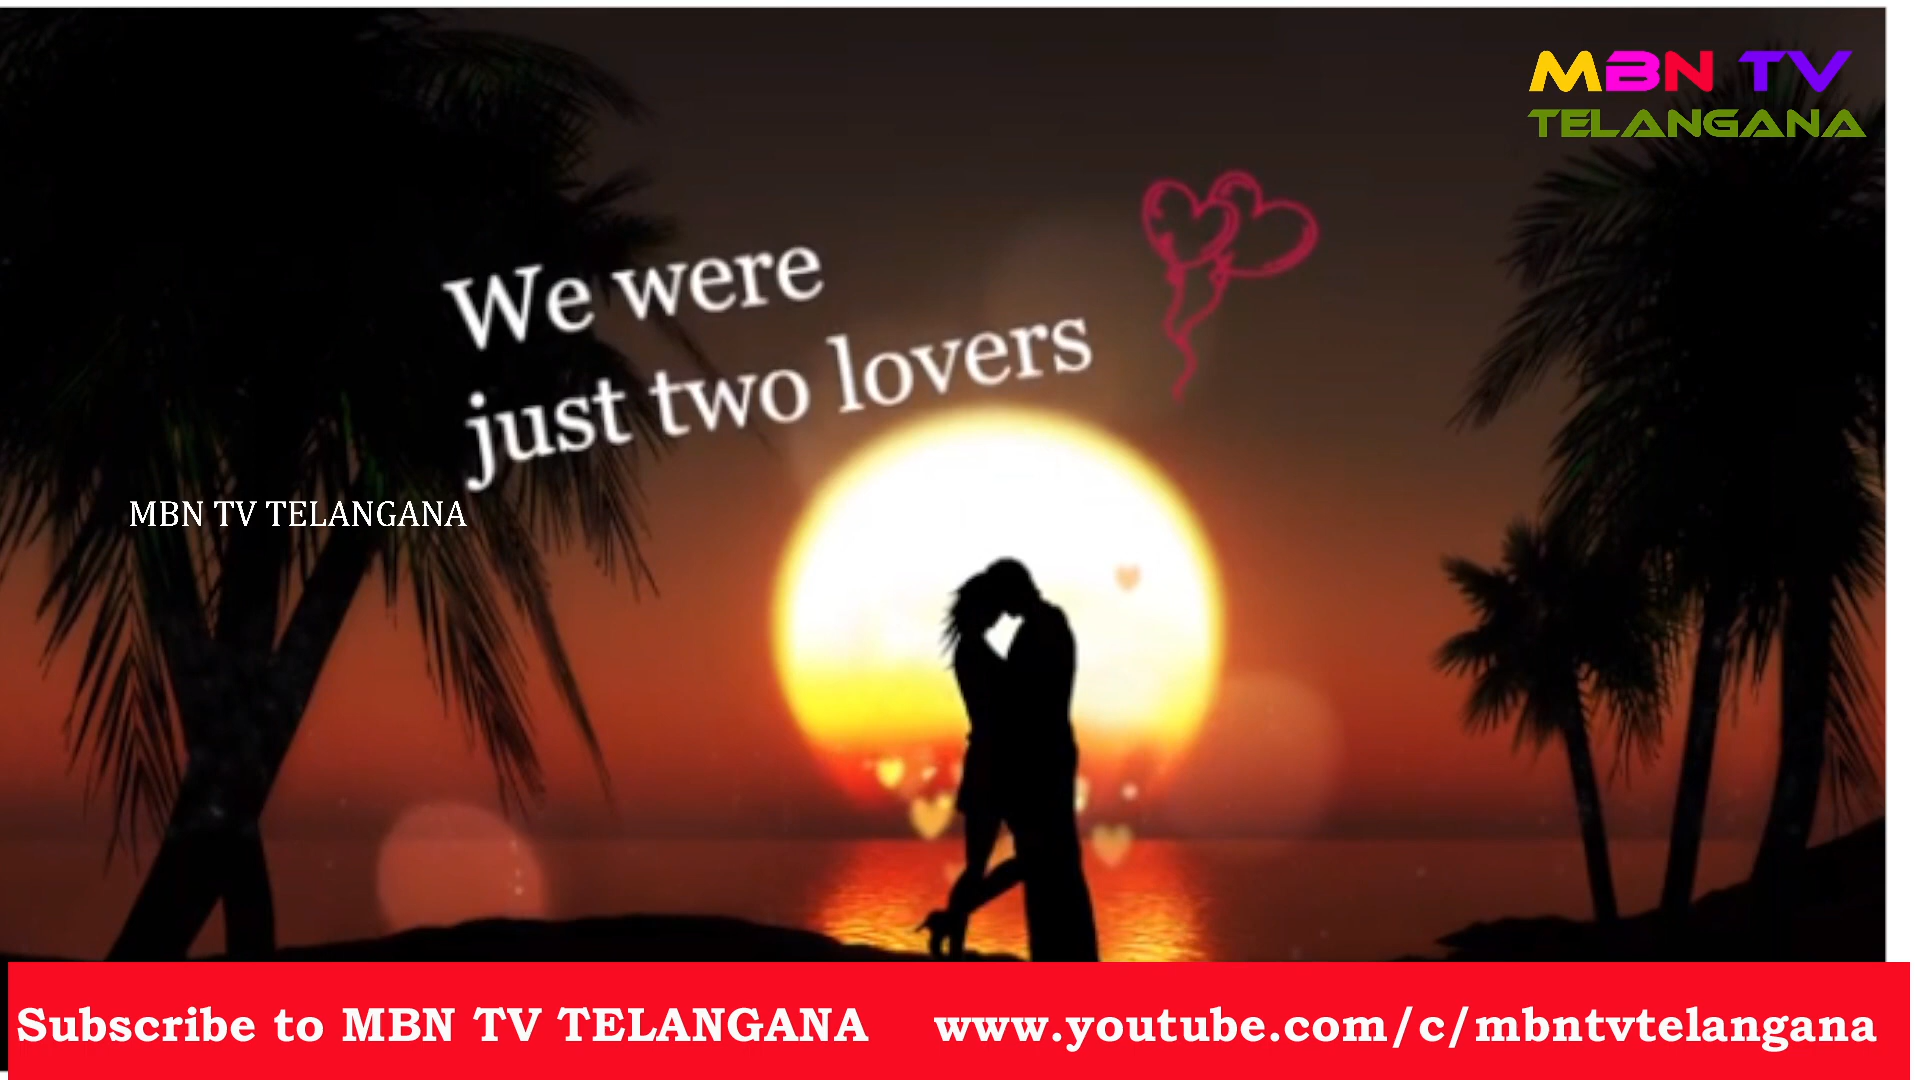 MBN TV
TELANGANA
We were
just two lovers
MBN TV TELANGANA
Subscribe to MBN TV TELANGANA www.youtube.com/c/mbntvtelangana